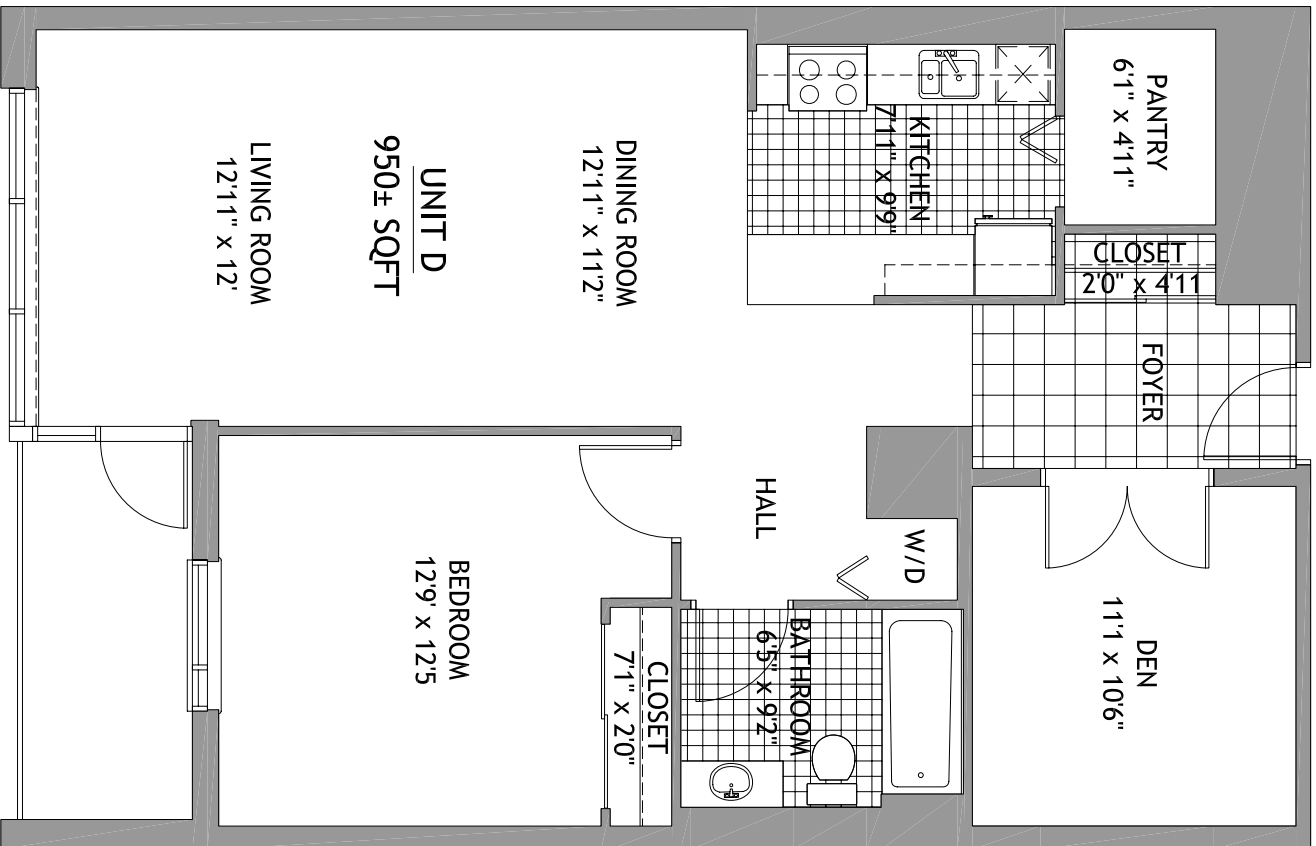 PANTRY
6'1" x 4'11"
KITCHEN
7'11" x 9'9"
DINING ROOM
12'11" x 11'2"
UNIT D
950± SQFT
LIVING ROOM
12'11" x 12'
CLOSET
2'0" x 4'11
FOYER
HALL
W/D
BEDROOM
12'9' x 12'5
CLOSET
7'1" x 2'0"
BATHROOM
6'5" x 9'2"
DEN
11'1 x 10'6"